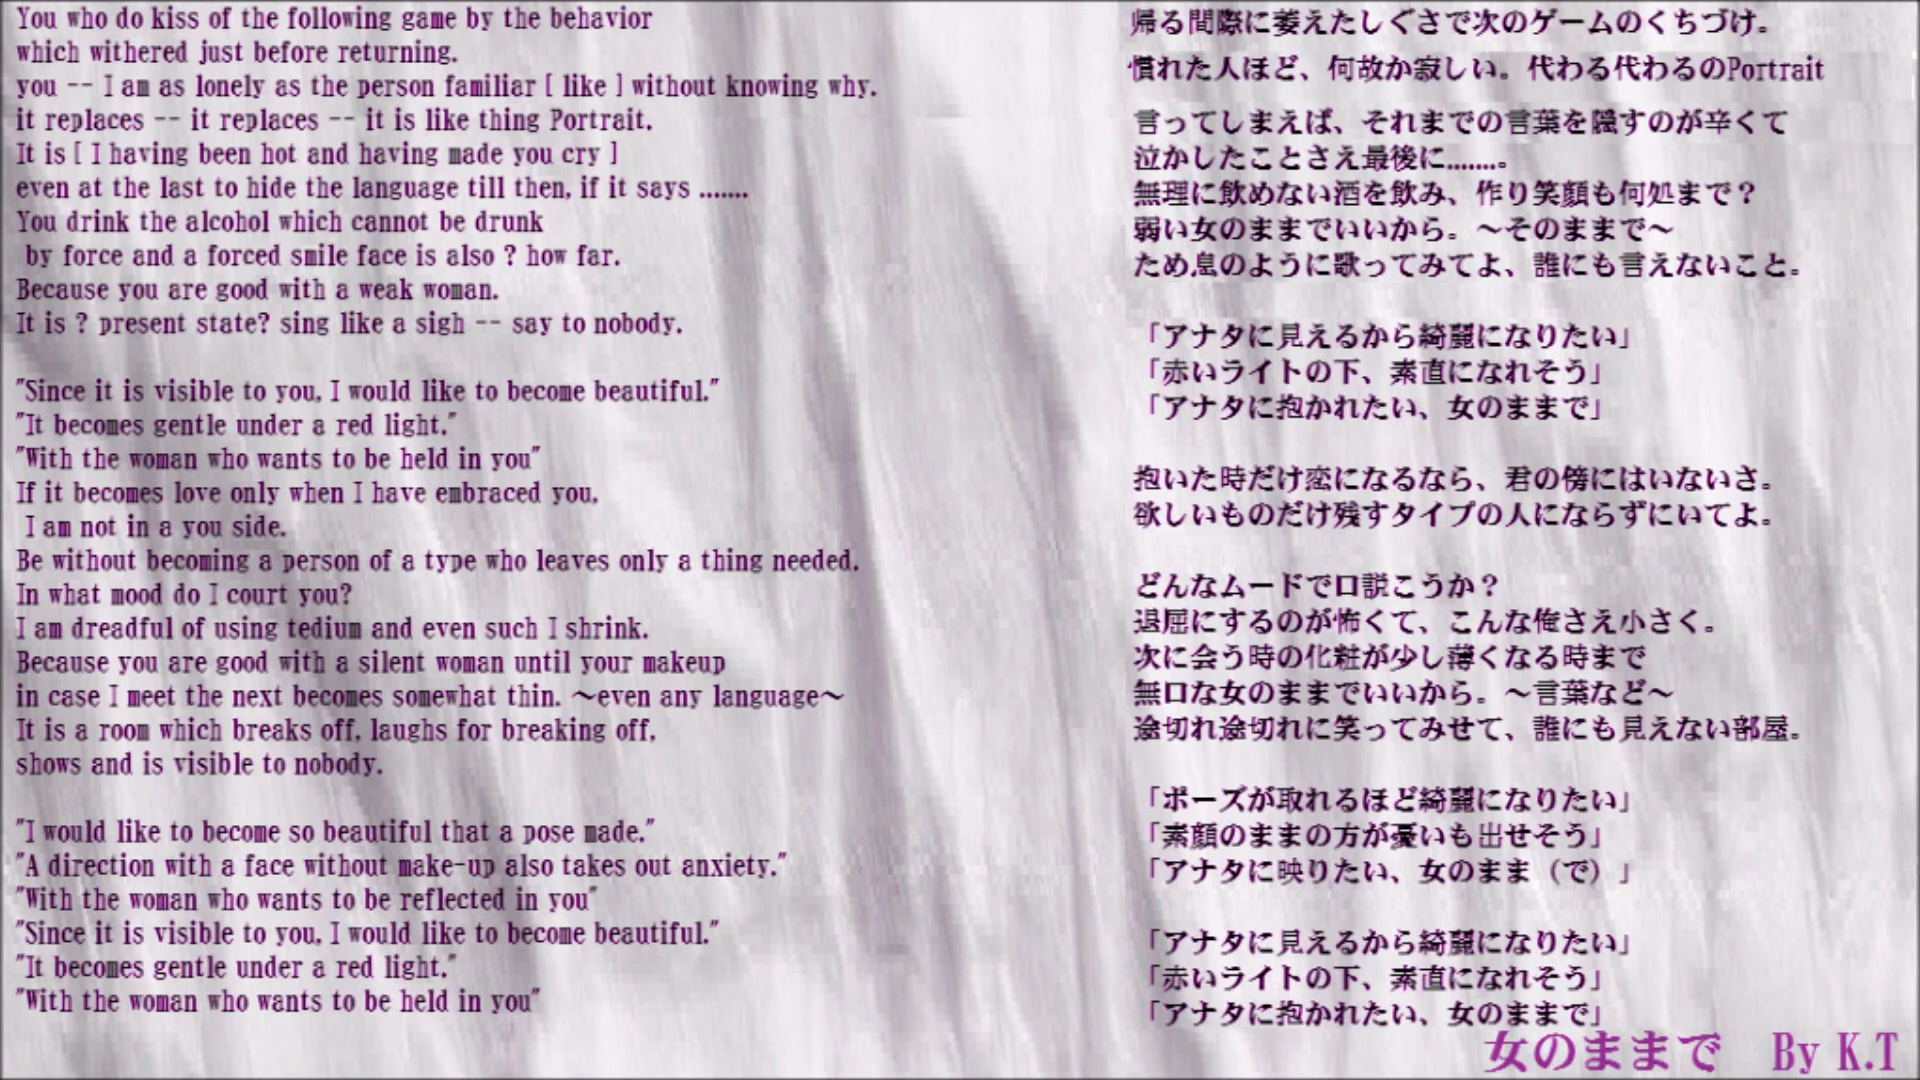 You who do kiss of the following game by the behavior
which withered just before returning.
you -- I am as lonely as the person familiar [ like ] without knowing why.
it replaces -- it replaces -- it is like thing Portrait.
It is [ I having been hot and having made you cry ]
even at the last to hide the language till then, if it says .......
You drink the alcohol which cannot be drunk
by force and a forced smile face is also ? how far.
Because you are good with a weak woman.
It is ? present state? sing like a sigh -- say to nobody.
"Since it is visible to you, I would like to become beautiful."
"It becomes gentle under a red light."
"With the woman who wants to be held in you"
If it becomes love only when I have embraced you,
I am not in a you side.
Be without becoming a person of a type who leaves only a thing needed.
In what mood do I court you?
I am dreadful of using tedium and even such I shrink.
Because you are good with a silent woman until your makeup
in case I meet the next becomes somewhat thin. ～even any language～
It is a room which breaks off, laughs for breaking off,
shows and is visible to nobody.
"I would like to become so beautiful that a pose made."
"A direction with a face without make-up also takes out anxiety."
"With the woman who wants to be reflected in you"
"Since it is visible to you, I would like to become beautiful."
"It becomes gentle under a red light."
"With the woman who wants to be held in you"
帰る間際に萎えたしぐさで次のゲームのくちづけ。
慣れた人ほど、何故か寂しい。代わる代わるのPortrait
言ってしまえば、それまでの言葉を隠すのが辛くて
泣かしたことさえ最後に.......。
無理に飲めない酒を飲み、作り笑顔も何処まで？
弱い女のままでいいから。～そのままで～
ため息のように歌ってみてよ、誰にも言えないこと。
「アナタに見えるから綺麗になりたい」
「赤いライトの下、素直になれそう」
「アナタに抱かれたい、女のままで」
抱いた時だけ恋になるなら、君の傍にはいないさ。
欲しいものだけ残すタイプの人にならずにいてよ。
どんなムードで口説こうか？
退屈にするのが怖くて、こんな俺さえ小さく。
次に会う時の化粧が少し薄くなる時まで
無口な女のままでいいから。～言葉など～
途切れ途切れに笑ってみせて、誰にも見えない部屋。
「ポーズが取れるほど綺麗になりたい」
「素顔のままの方が憂いも出せそう」
「アナタに映りたい、女のまま（で）」
「アナタに見えるから綺麗になりたい」
「赤いライトの下、素直になれそう」
「アナタに抱かれたい、女のままで」
女のままで　By K.T